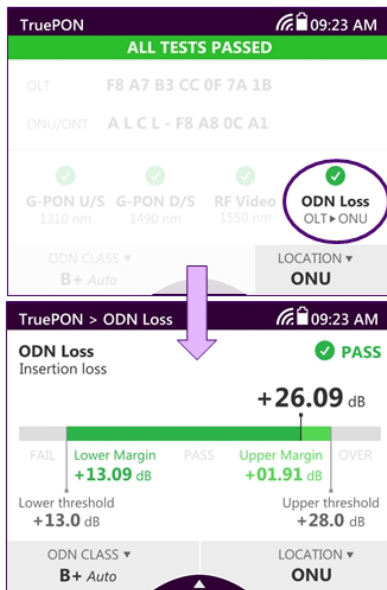 TruePON 09:23 AM
ALL TESTS PASSED
OLT F8 A7 B3 CC 0F 7A 1B
ONU/ONT A L C L - F8 A8 0C A1
G-PON U/S G-PON D/S RF Video ODN Loss
1310 nm 1490 nm 1550 nm OLT ▸ ONU
ODN CLASS ▾ LOCATION ▾
B+ Auto ONU
TruePON > ODN Loss 09:23 AM
ODN Loss PASS
Insertion loss
+26.09 dB
FAIL Lower Margin PASS Upper Margin OVER
+13.09 dB +01.91 dB
Lower threshold Upper threshold
+13.0 dB +28.0 dB
ODN CLASS ▾ LOCATION ▾
B+ Auto ONU